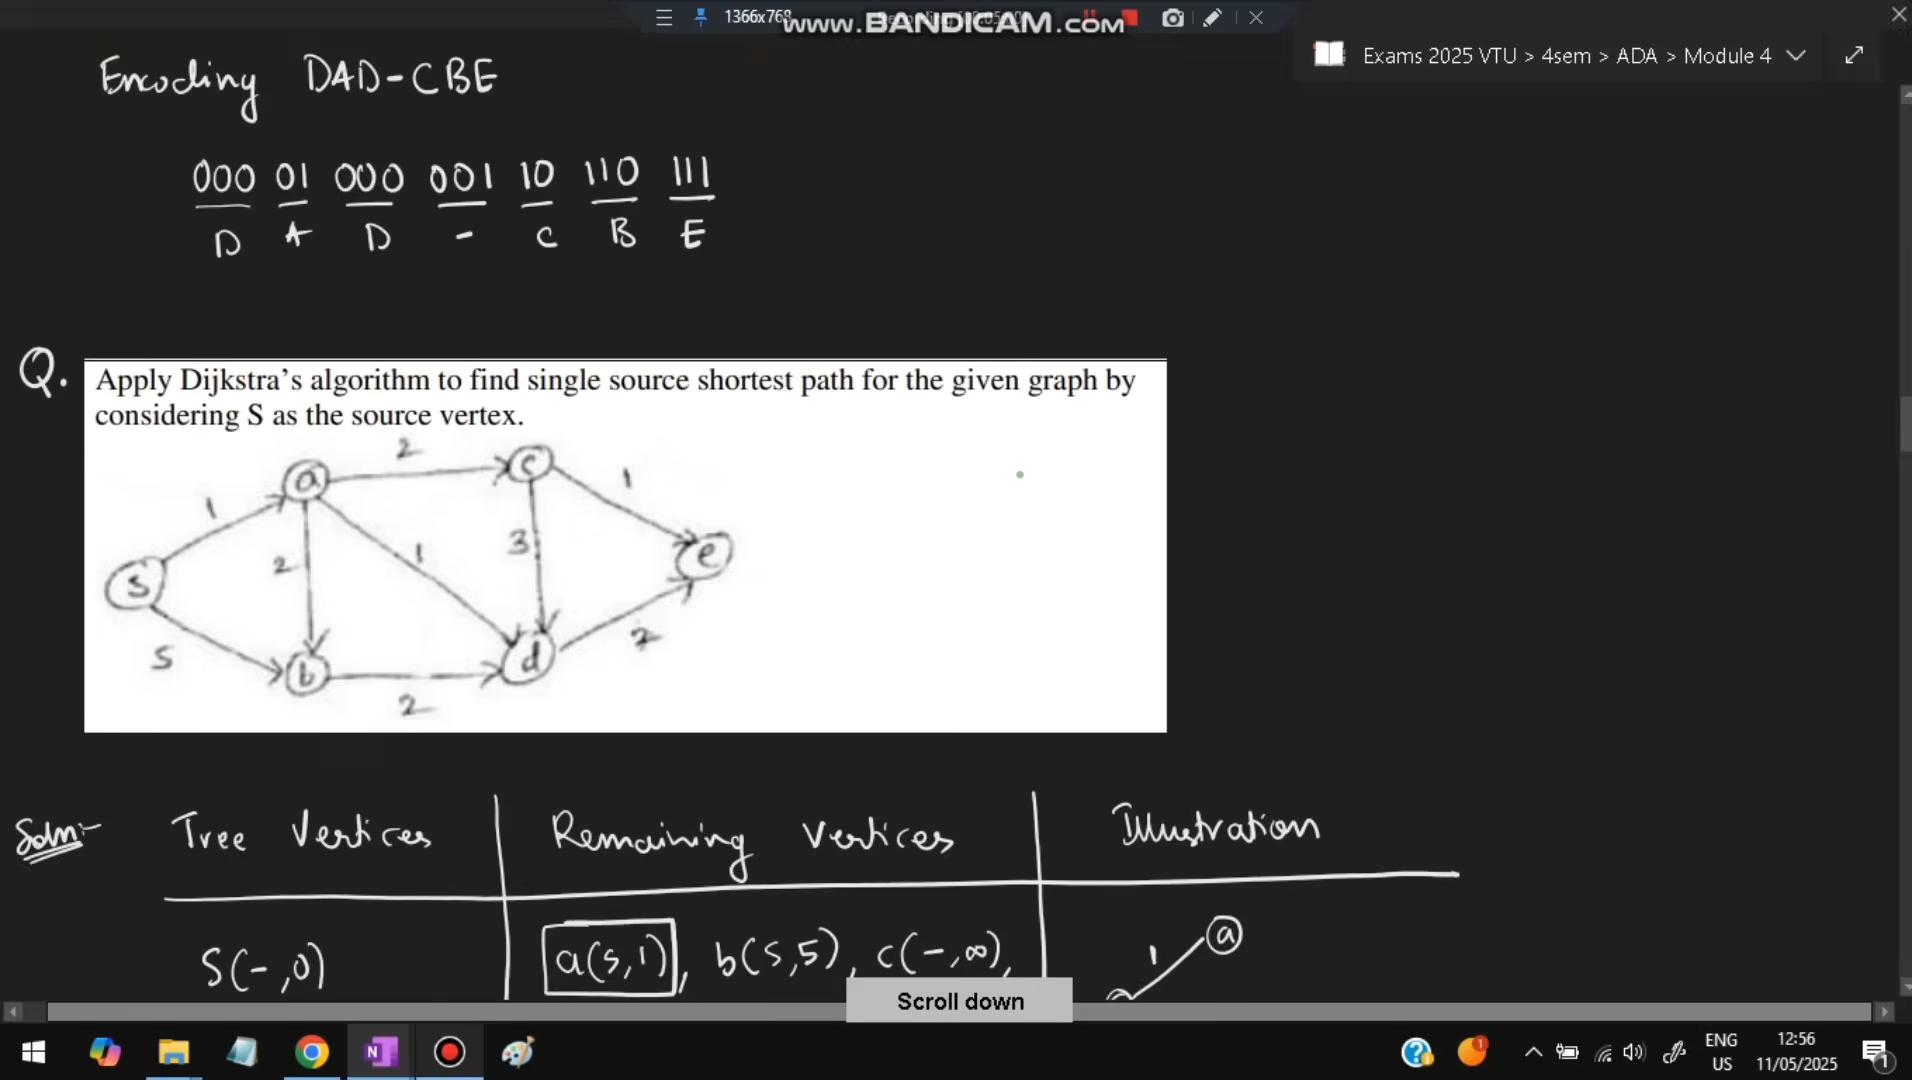 1366x768
www.BANDICAM.com
Exams 2025 VTU > 4sem > ADA > Module 4
Encoding DAD-CBE
000 01 000 001 10 110 111
D A D - C B E
Q.
Apply Dijkstra's algorithm to find single source shortest path for the given graph by
considering S as the source vertex.
2
a c
1 1
2 1 3 e
S
5 b d 2
2
Soln:- Tree Vertices Remaining Vertices Illustration
S(-,0) a(s,1), b(s,5), c(-,∞), 1 a
Scroll down
N
ENG
US
12:56
11/05/2025
1
1